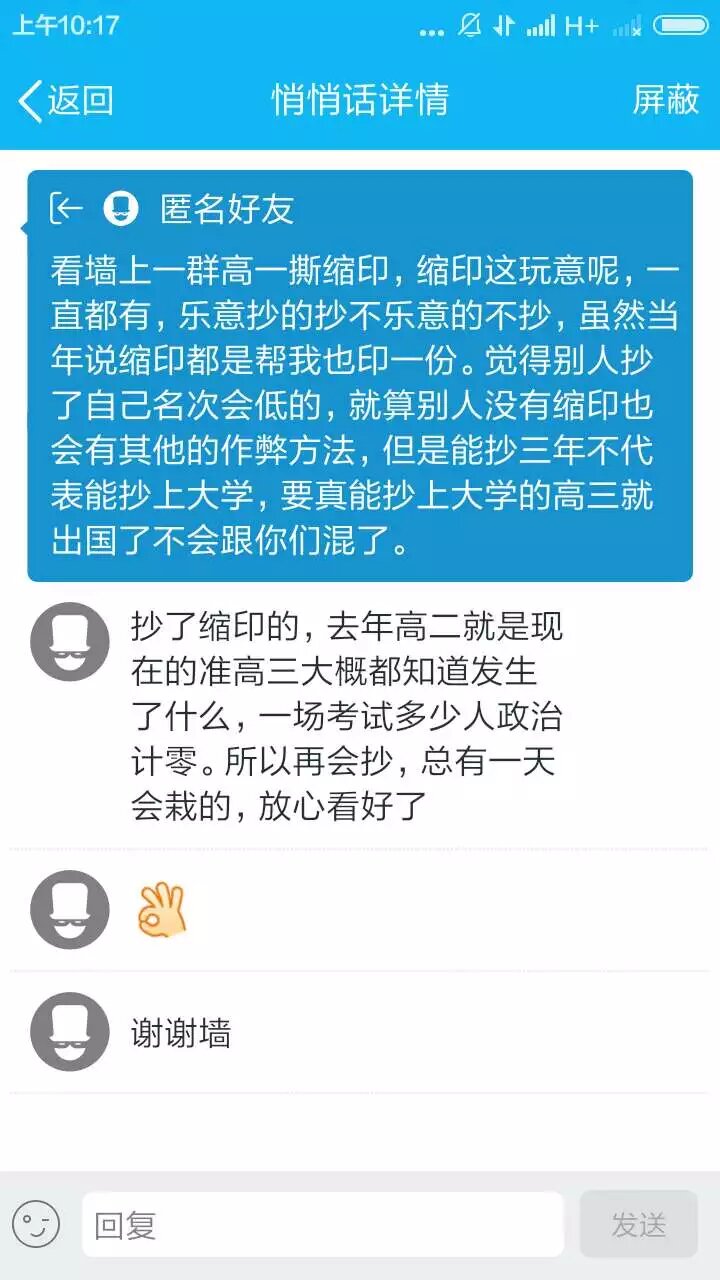 上午10:17
... H+
返回 悄悄话详情 屏蔽
匿名好友
看墙上一群高一撕缩印，缩印这玩意呢，一
直都有，乐意抄的抄不乐意的不抄，虽然当
年说缩印都是帮我也印一份。觉得别人抄
了自己名次会低的，就算别人没有缩印也
会有其他的作弊方法，但是能抄三年不代
表能抄上大学，要真能抄上大学的高三就
出国了不会跟你们混了。
抄了缩印的，去年高二就是现
在的准高三大概都知道发生
了什么，一场考试多少人政治
计零。所以再会抄，总有一天
会栽的，放心看好了
谢谢墙
回复
发送